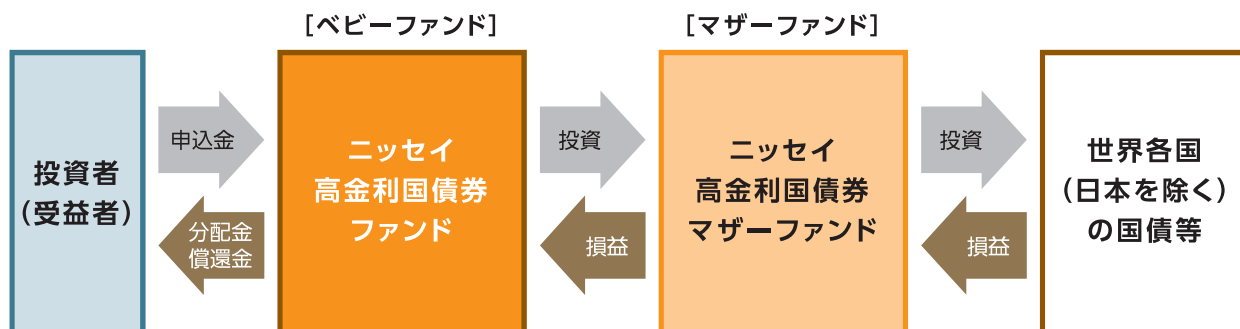 [ベビーファンド]
[マザーファンド]
投資者
（受益者）
申込金
分配金
償還金
ニッセイ
高金利国債券
ファンド
投資
損益
ニッセイ
高金利国債券
マザーファンド
投資
損益
世界各国
（日本を除く）
の国債等